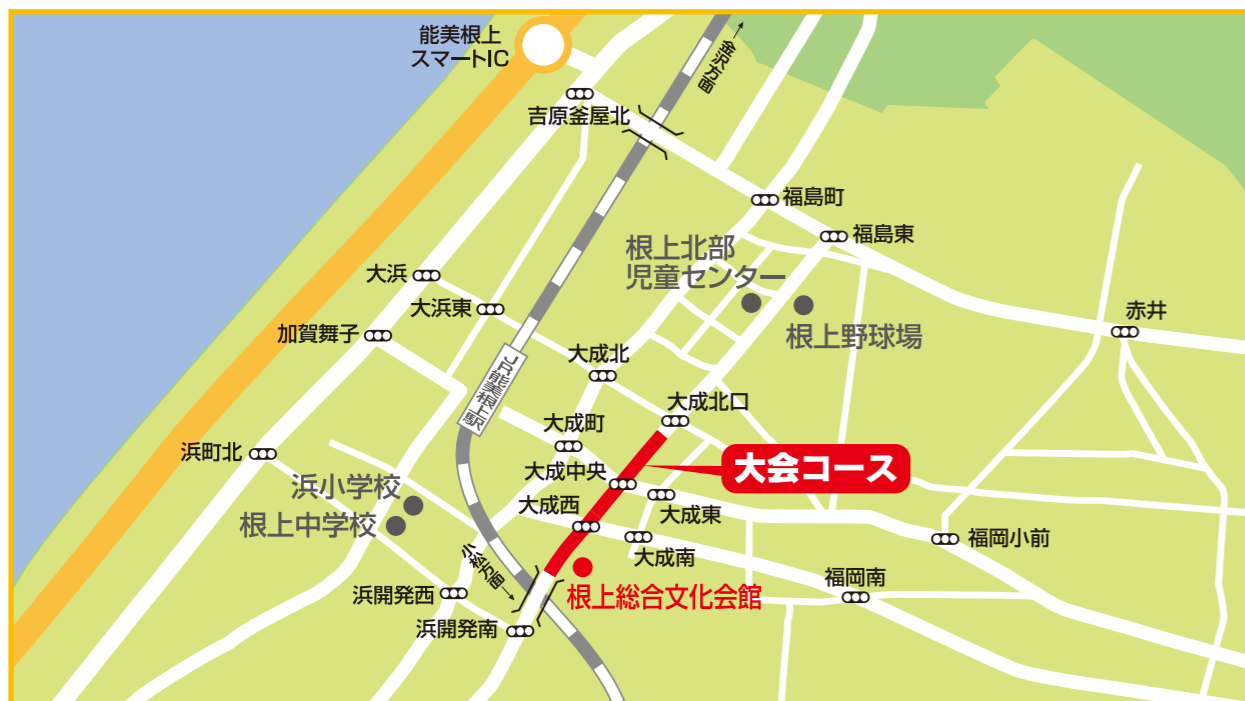 能美根上
スマートIC
金沢方面
吉原釜屋北
福島町
福島東
根上北部
児童センター
大浜
大浜東
根上野球場
赤井
加賀舞子
JR能美根上駅
大成北
大成北口
大成町
浜町北
大成中央
大会コース
浜小学校
大成西
大成東
根上中学校
大成南
福岡小前
小松方面
浜開発西
根上総合文化会館
福岡南
浜開発南